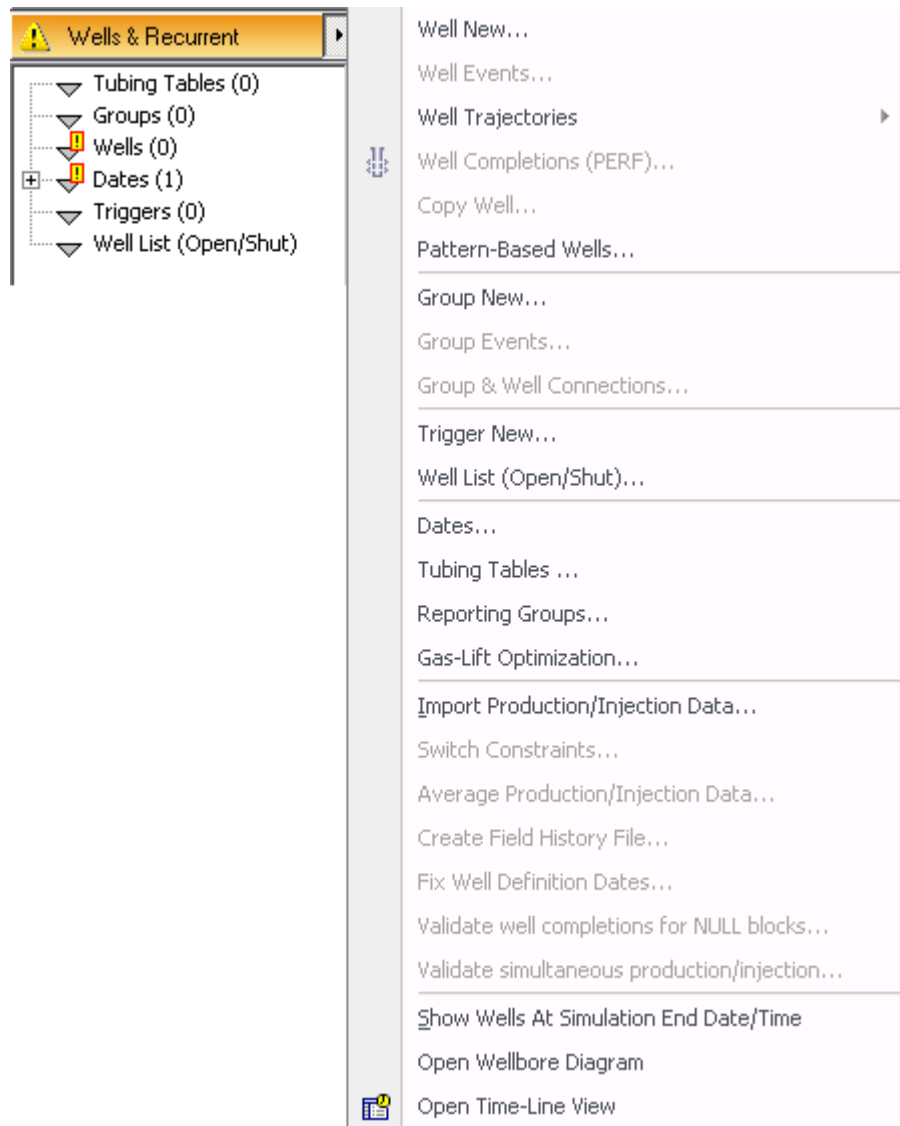 Wells & Recurrent
Tubing Tables (0)
Groups (0)
Wells (0)
Dates (1)
Triggers (0)
Well List (Open/Shut)
Well New...
Well Events...
Well Trajectories
Well Completions (PERF)...
Copy Well...
Pattern-Based Wells...
Group New...
Group Events...
Group & Well Connections...
Trigger New...
Well List (Open/Shut)...
Dates...
Tubing Tables ...
Reporting Groups...
Gas-Lift Optimization...
Import Production/Injection Data...
Switch Constraints...
Average Production/Injection Data...
Create Field History File...
Fix Well Definition Dates...
Validate well completions for NULL blocks...
Validate simultaneous production/injection...
Show Wells At Simulation End Date/Time
Open Wellbore Diagram
Open Time-Line View